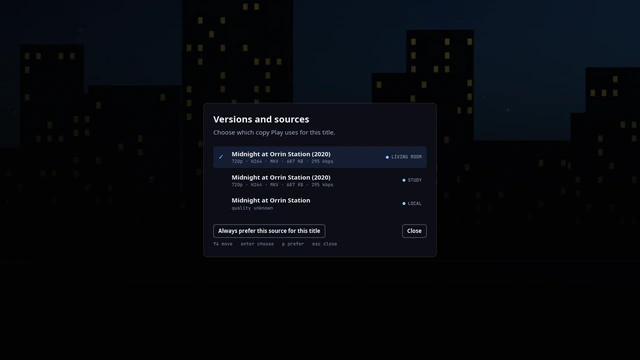 Versions and sources
Choose which copy Play uses for this title.
✓ Midnight at Orrin Station (2020)
720p · H264 · MKV · 687 KB · 295 kbps
LIVING ROOM
Midnight at Orrin Station (2020)
720p · H264 · MKV · 687 KB · 295 kbps
STUDY
Midnight at Orrin Station
quality unknown
LOCAL
Always prefer this source for this title
Close
move enter choose p prefer esc close